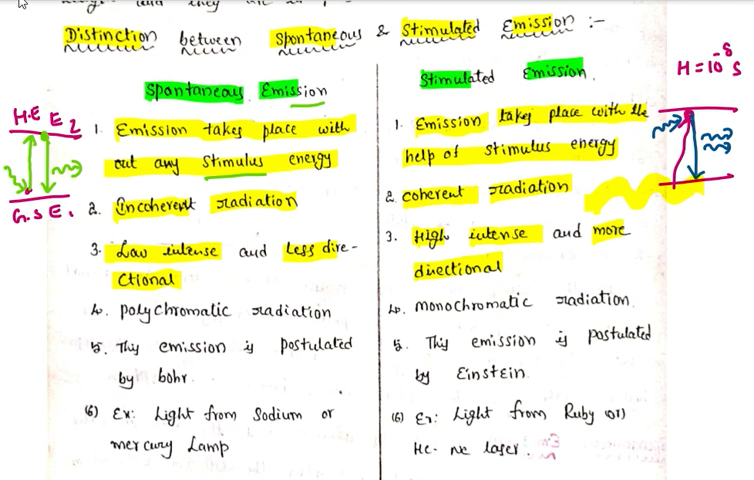 Distinction between Spontaneous & Stimulated Emission :-
Spontaneous Emission
1. Emission takes place with
out any Stimulus energy
2. Incoherent radiation
3. Low intense and Less dire-
ctional
4. polychromatic radiation
5. This emission is postulated
by bohr.
(6) Ex: Light from Sodium or
mercury Lamp
Stimulated Emission.
1. Emission takes place with the
help of stimulus energy
2. coherent radiation
3. High intense and more
directional
4. monochromatic radiation.
5. This emission is postulated
by Einstein.
(6) Ex: Light from Ruby (or)
He- ne laser.
H.E E2
G.S E1
H = 10⁻⁸ S